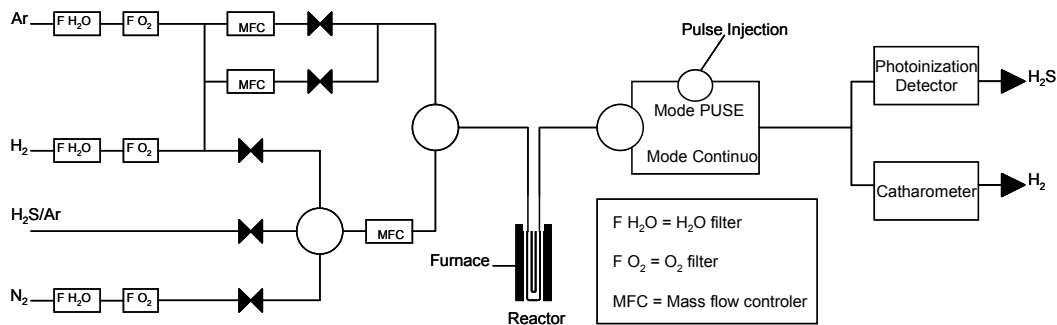 Ar
F H₂O
F O₂
MFC
MFC
H₂
F H₂O
F O₂
H₂S/Ar
MFC
N₂
F H₂O
F O₂
Furnace
Reactor
Pulse Injection
Mode PUSE
Mode Continuo
Photoinization
Detector
H₂S
Catharometer
H₂
F H₂O = H₂O filter
F O₂ = O₂ filter
MFC = Mass flow controler